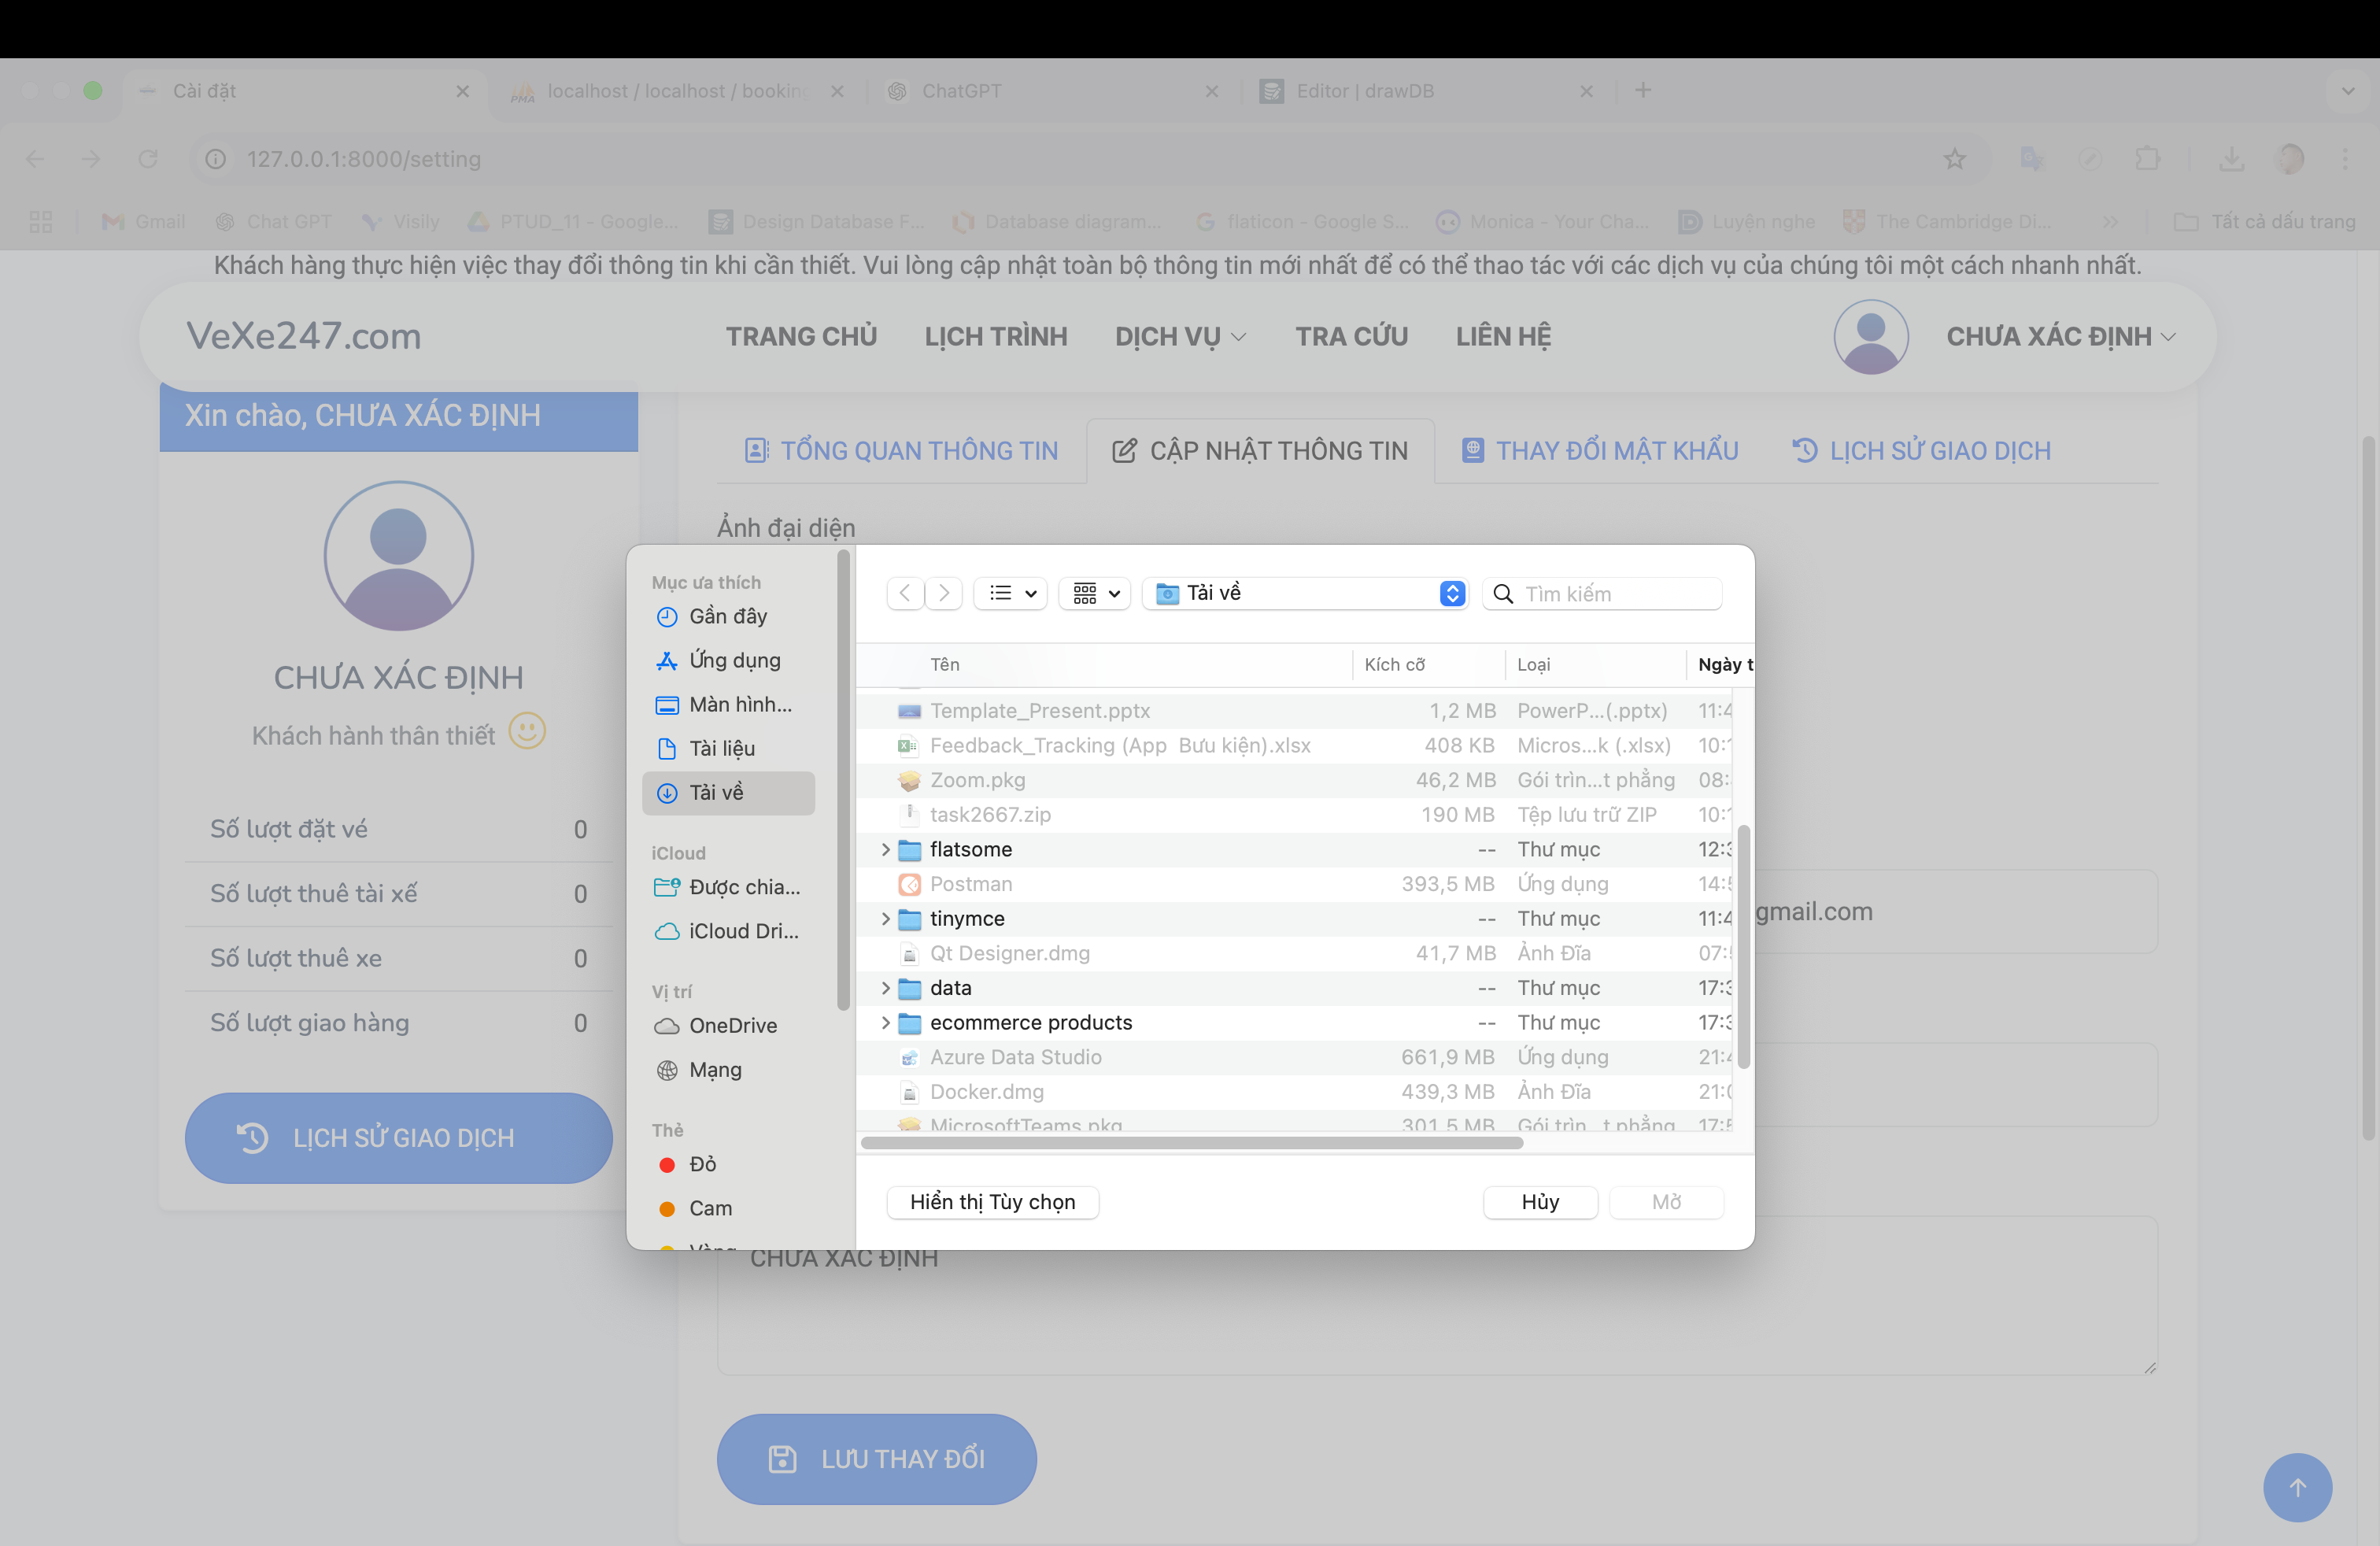 Cài đặt
localhost / localhost / booking
ChatGPT
Editor | drawDB
127.0.0.1:8000/setting
Gmail
Chat GPT
Visily
PTUD_11 - Google...
Design Database F...
Database diagram...
flaticon - Google S...
Monica - Your Cha...
Luyện nghe
The Cambridge Di...
Tất cả dấu trang
Khách hàng thực hiện việc thay đổi thông tin khi cần thiết. Vui lòng cập nhật toàn bộ thông tin mới nhất để có thể thao tác với các dịch vụ của chúng tôi một cách nhanh nhất.
VeXe247.com
TRANG CHỦ
LỊCH TRÌNH
DỊCH VỤ
TRA CỨU
LIÊN HỆ
CHƯA XÁC ĐỊNH
Xin chào, CHƯA XÁC ĐỊNH
CHƯA XÁC ĐỊNH
Khách hành thân thiết
Số lượt đặt vé 0
Số lượt thuê tài xế 0
Số lượt thuê xe 0
Số lượt giao hàng 0
LỊCH SỬ GIAO DỊCH
TỔNG QUAN THÔNG TIN
CẬP NHẬT THÔNG TIN
THAY ĐỔI MẬT KHẨU
LỊCH SỬ GIAO DỊCH
Ảnh đại diện
gmail.com
Mục ưa thích
Gần đây
Ứng dụng
Màn hình...
Tài liệu
Tải về
iCloud
Được chia...
iCloud Dri...
Vị trí
OneDrive
Mạng
Thẻ
Đỏ
Cam
Vàng
Tải về
Tìm kiếm
Tên Kích cỡ Loại Ngày t
Template_Present.pptx 1,2 MB PowerP...(.pptx) 11:4
Feedback_Tracking (App Bưu kiện).xlsx 408 KB Micros...k (.xlsx) 10:1
Zoom.pkg 46,2 MB Gói trìn...t phẳng 08:
task2667.zip 190 MB Tệp lưu trữ ZIP 10:1
flatsome -- Thư mục 12:3
Postman 393,5 MB Ứng dụng 14:5
tinymce -- Thư mục 11:4
Qt Designer.dmg 41,7 MB Ảnh Đĩa 07:5
data -- Thư mục 17:3
ecommerce products -- Thư mục 17:3
Azure Data Studio 661,9 MB Ứng dụng 21:4
Docker.dmg 439,3 MB Ảnh Đĩa 21:0
MicrosoftTeams.pkg 301,5 MB Gói trìn...t phẳng 17:5
Hiển thị Tùy chọn
Hủy
Mở
CHƯA XÁC ĐỊNH
LƯU THAY ĐỔI